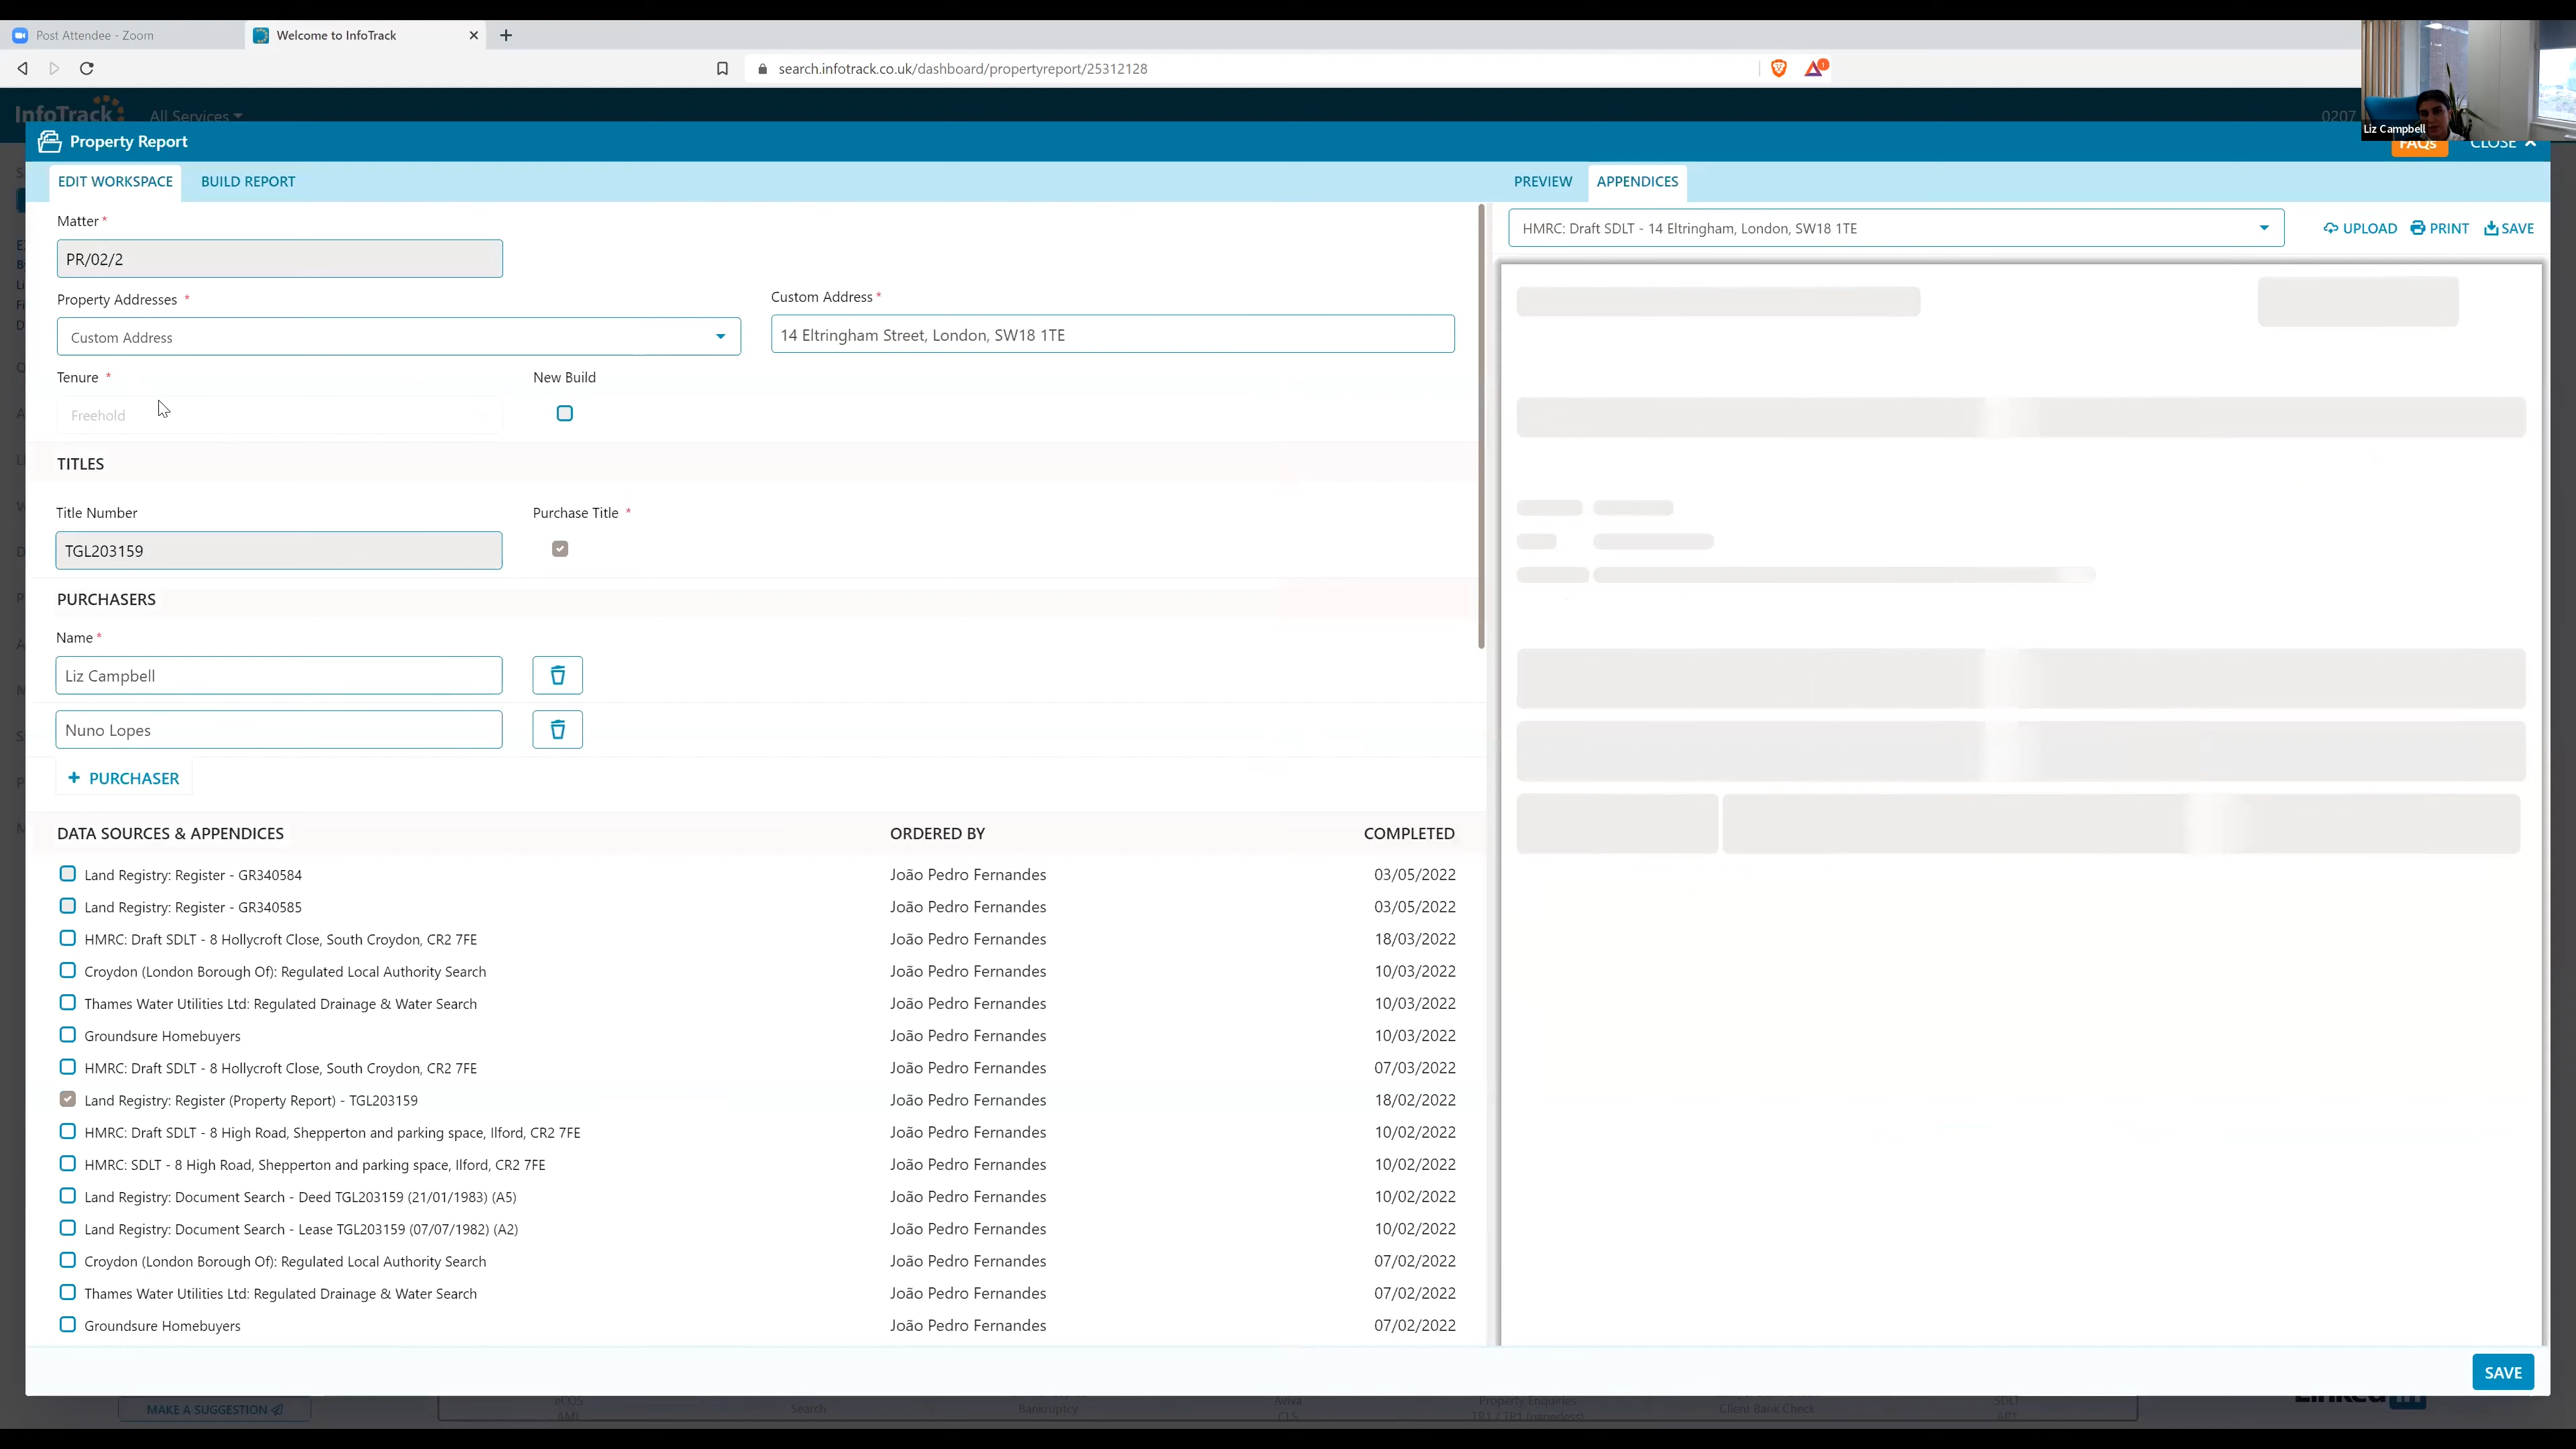 Post Attendee - Zoom
Welcome to InfoTrack
search.infotrack.co.uk/dashboard/propertyreport/25312128
InfoTrack
All Services
0207
Liz Campbell
Property Report
FAQs
CLOSE
EDIT WORKSPACE
BUILD REPORT
PREVIEW
APPENDICES
Matter *
PR/02/2
HMRC: Draft SDLT - 14 Eltringham, London, SW18 1TE
UPLOAD
PRINT
SAVE
Property Addresses *
Custom Address *
Custom Address
14 Eltringham Street, London, SW18 1TE
Tenure *
New Build
Freehold
TITLES
Title Number
Purchase Title *
TGL203159
PURCHASERS
Name *
Liz Campbell
Nuno Lopes
+ PURCHASER
DATA SOURCES & APPENDICES ORDERED BY COMPLETED
Land Registry: Register - GR340584 João Pedro Fernandes 03/05/2022
Land Registry: Register - GR340585 João Pedro Fernandes 03/05/2022
HMRC: Draft SDLT - 8 Hollycroft Close, South Croydon, CR2 7FE João Pedro Fernandes 18/03/2022
Croydon (London Borough Of): Regulated Local Authority Search João Pedro Fernandes 10/03/2022
Thames Water Utilities Ltd: Regulated Drainage & Water Search João Pedro Fernandes 10/03/2022
Groundsure Homebuyers João Pedro Fernandes 10/03/2022
HMRC: Draft SDLT - 8 Hollycroft Close, South Croydon, CR2 7FE João Pedro Fernandes 07/03/2022
Land Registry: Register (Property Report) - TGL203159 João Pedro Fernandes 18/02/2022
HMRC: Draft SDLT - 8 High Road, Shepperton and parking space, Ilford, CR2 7FE João Pedro Fernandes 10/02/2022
HMRC: SDLT - 8 High Road, Shepperton and parking space, Ilford, CR2 7FE João Pedro Fernandes 10/02/2022
Land Registry: Document Search - Deed TGL203159 (21/01/1983) (A5) João Pedro Fernandes 10/02/2022
Land Registry: Document Search - Lease TGL203159 (07/07/1982) (A2) João Pedro Fernandes 10/02/2022
Croydon (London Borough Of): Regulated Local Authority Search João Pedro Fernandes 07/02/2022
Thames Water Utilities Ltd: Regulated Drainage & Water Search João Pedro Fernandes 07/02/2022
Groundsure Homebuyers João Pedro Fernandes 07/02/2022
SAVE
MAKE A SUGGESTION
eCOS
AML
Search
Bankruptcy
Aviva
CLS
Property Enquiries
TR1 / TP1
Client Bank Check
SDLT
AP1
Linked in